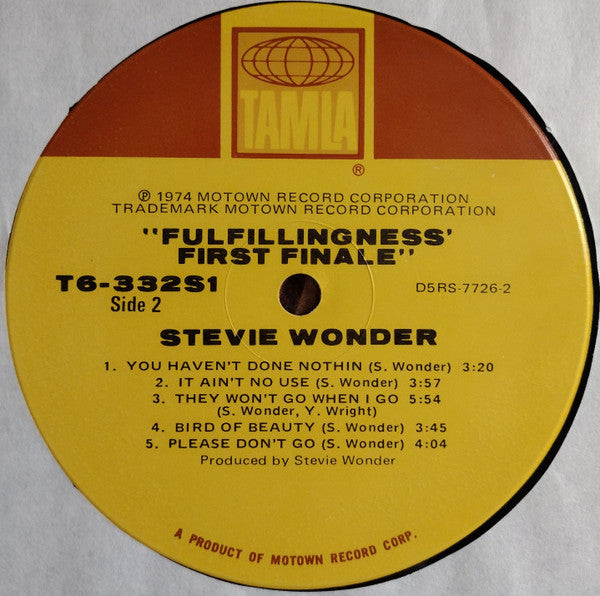 TAMLA
®
℗ 1974 MOTOWN RECORD CORPORATION
TRADEMARK MOTOWN RECORD CORPORATION
"FULFILLINGNESS'
FIRST FINALE"
T6-332S1
D5RS-7726-2
Side 2
STEVIE WONDER
1. YOU HAVEN'T DONE NOTHIN (S. Wonder) 3:20
2. IT AIN'T NO USE (S. Wonder) 3:57
3. THEY WON'T GO WHEN I GO 5:54
(S. Wonder, Y. Wright)
4. BIRD OF BEAUTY (S. Wonder) 3:45
5. PLEASE DON'T GO (S. Wonder) 4:04
Produced by Stevie Wonder
A PRODUCT OF MOTOWN RECORD CORP.